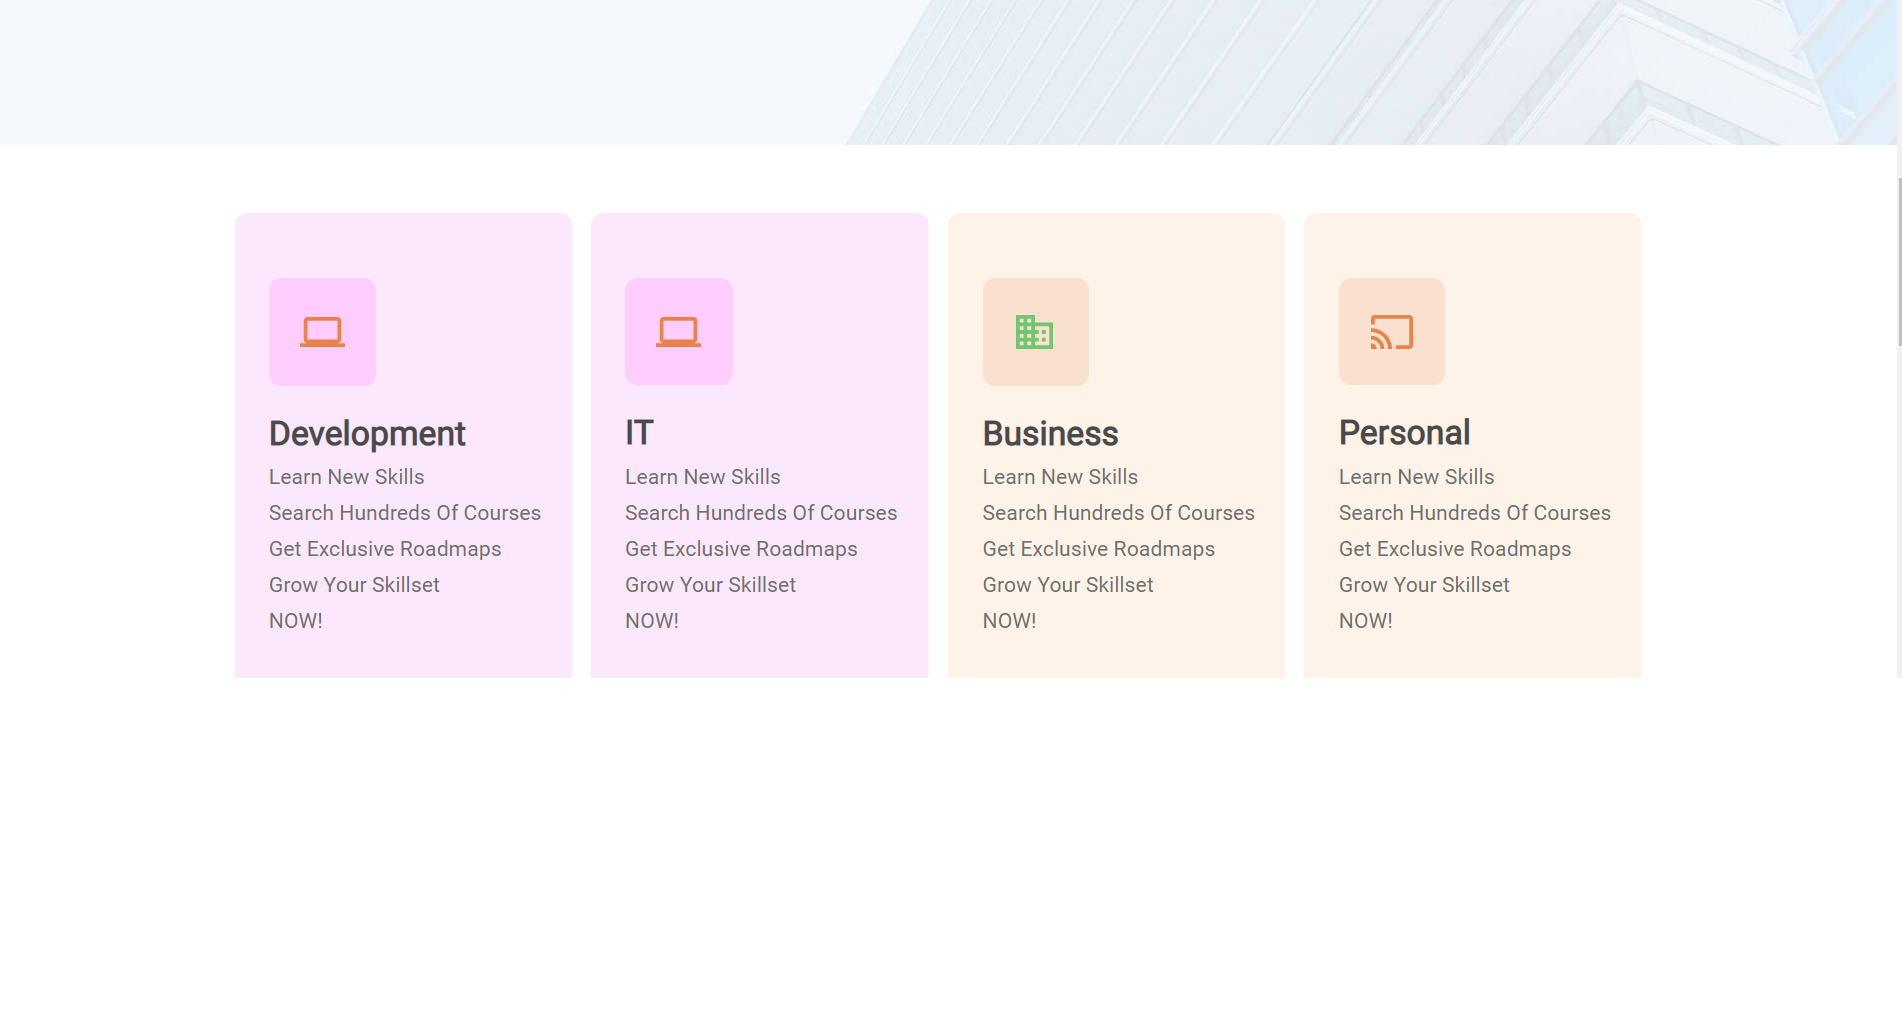 Development
Learn New Skills
Search Hundreds Of Courses
Get Exclusive Roadmaps
Grow Your Skillset
NOW!
IT
Learn New Skills
Search Hundreds Of Courses
Get Exclusive Roadmaps
Grow Your Skillset
NOW!
Business
Learn New Skills
Search Hundreds Of Courses
Get Exclusive Roadmaps
Grow Your Skillset
NOW!
Personal
Learn New Skills
Search Hundreds Of Courses
Get Exclusive Roadmaps
Grow Your Skillset
NOW!